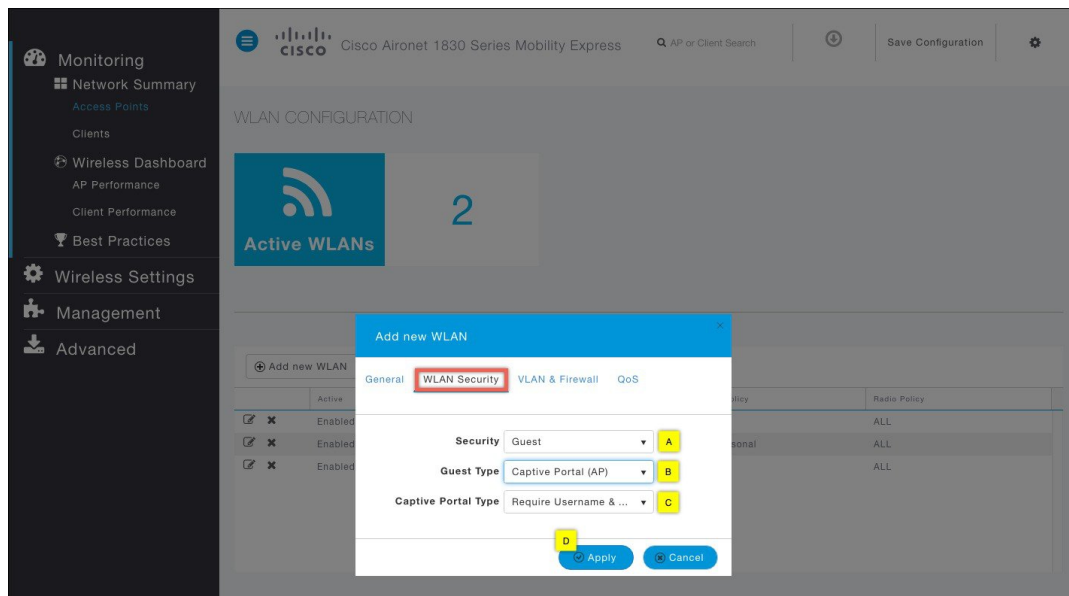 Monitoring
Network Summary
Access Points
Clients
Wireless Dashboard
AP Performance
Client Performance
Best Practices
Wireless Settings
Management
Advanced
CISCO Cisco Aironet 1830 Series Mobility Express
AP or Client Search
Save Configuration
WLAN CONFIGURATION
Active WLANs
2
Add new WLAN
Active
Radio Policy
Enabled
ALL
Enabled
sonal
ALL
Enabled
ALL
Add new WLAN
×
General WLAN Security VLAN & Firewall QoS
Security Guest A
Guest Type Captive Portal (AP) B
Captive Portal Type Require Username & ... C
D
Apply
Cancel